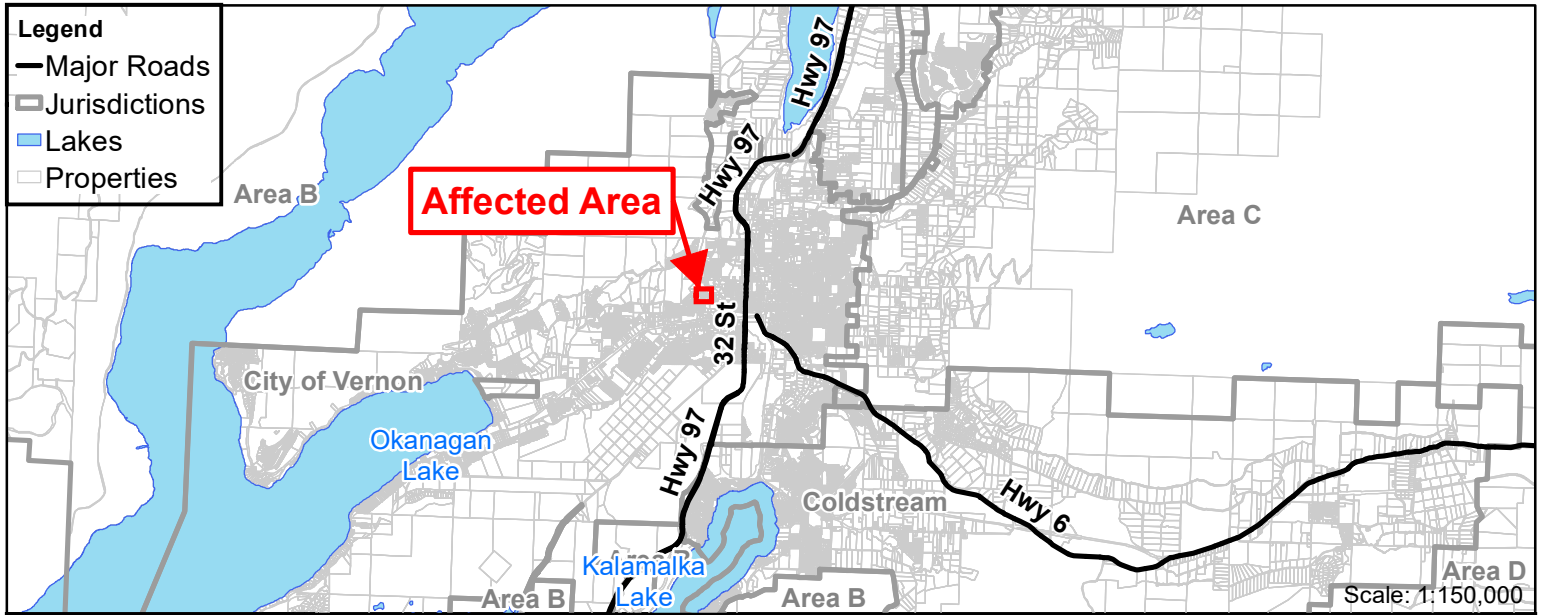 Legend
Major Roads
Jurisdictions
Lakes
Properties
Hwy 97
Hwy 97
Area B
Affected Area
Area C
32 St
City of Vernon
Okanagan
Lake
Hwy 97
Coldstream
Hwy 6
Area B
Kalamalka
Lake
Area B
Area B
Area D
Scale: 1:150,000